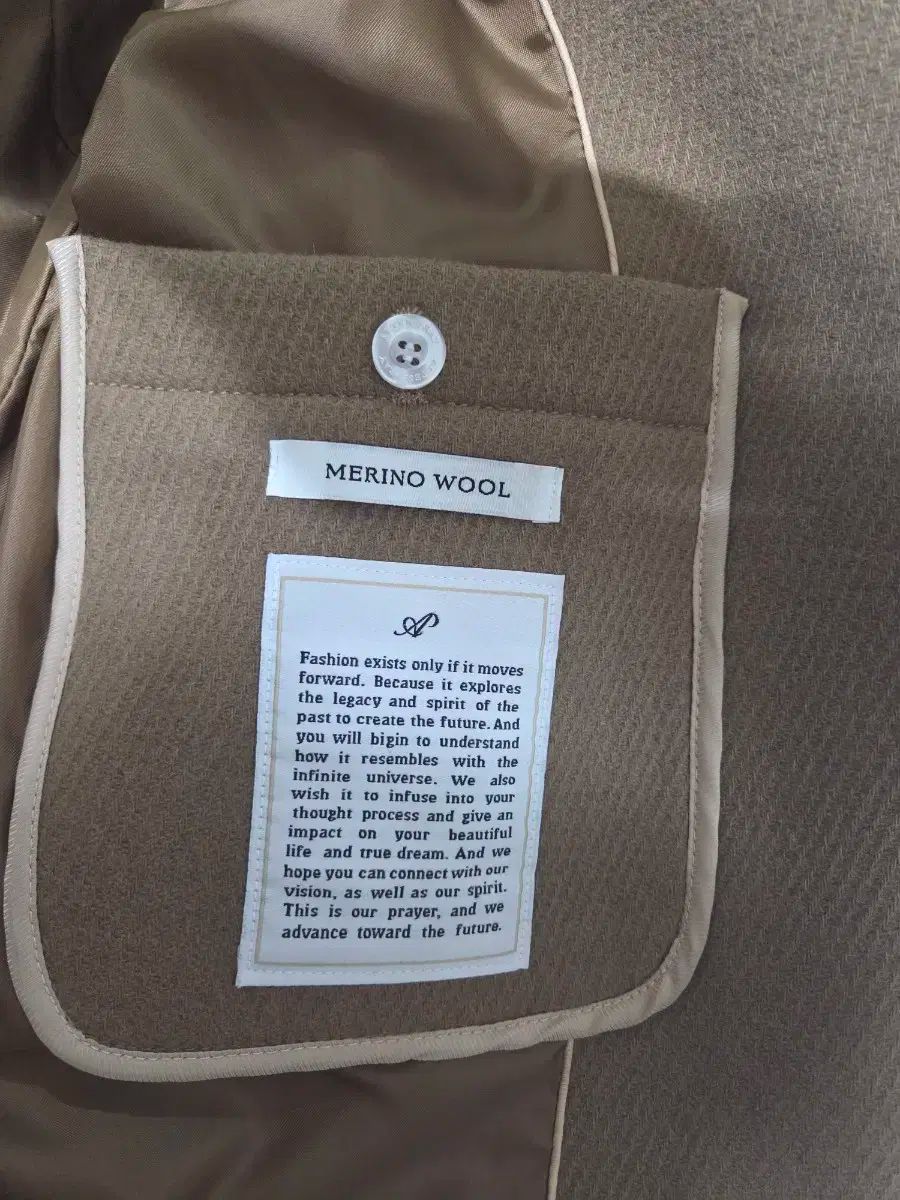 MERINO WOOL
AP
Fashion exists only if it moves
forward. Because it explores
the legacy and spirit of the
past to create the future. And
you will bigin to understand
how it resembles with the
infinite universe. We also
wish it to infuse into your
thought process and give an
impact on your beautiful
life and true dream. And we
hope you can connect with our
vision, as well as our spirit.
This is our prayer, and we
advance toward the future.